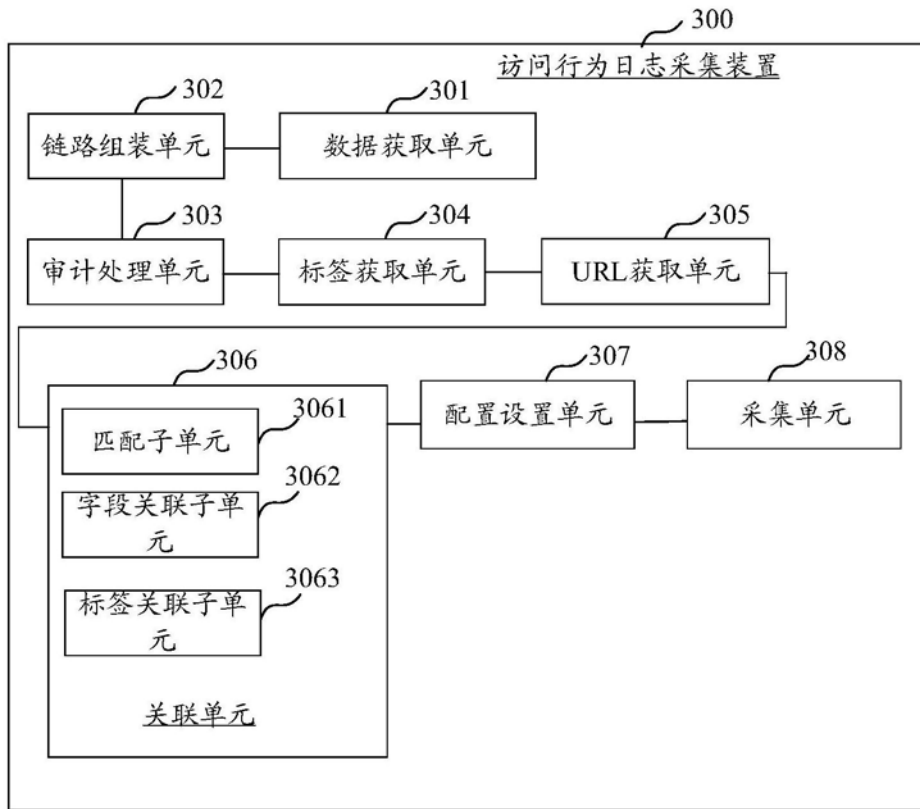 300
访问行为日志采集装置
302
301
链路组装单元
数据获取单元
303
304
305
审计处理单元
标签获取单元
URL获取单元
306
307
308
3061
匹配子单元
配置设置单元
采集单元
3062
字段关联子单
元
3063
标签关联子单
元
关联单元